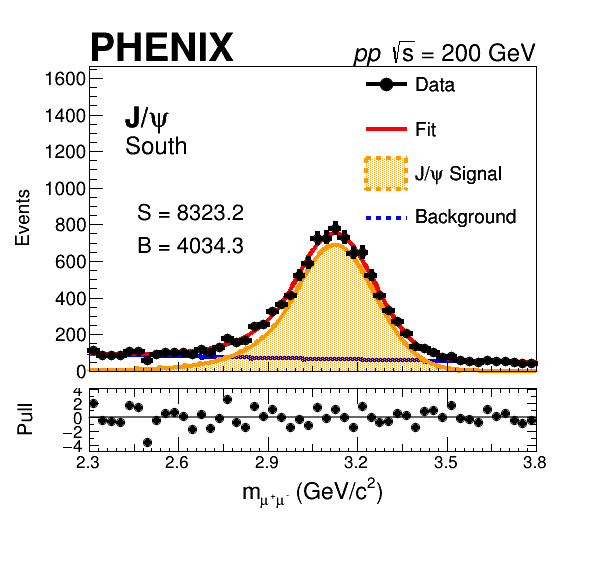 PHENIX
pp √s = 200 GeV
Data
Fit
J/ψ Signal
Background
J/ψ
South
S = 8323.2
B = 4034.3
Events
1600
1400
1200
1000
800
600
400
200
0
Pull
4
2
0
−2
−4
2.3 2.6 2.9 3.2 3.5 3.8
m_μ⁺μ⁻ (GeV/c²)